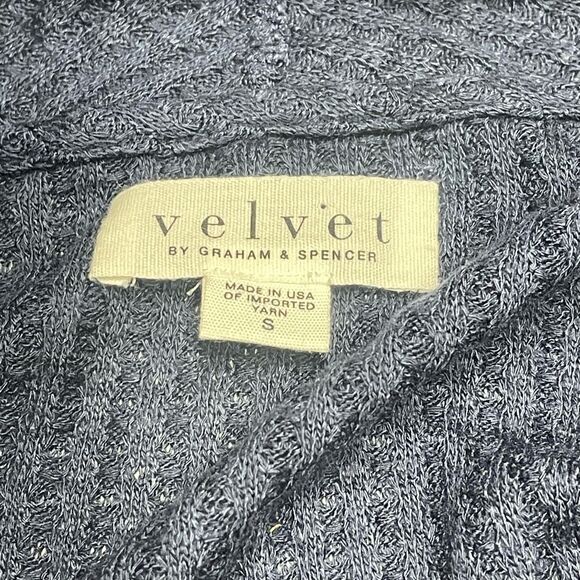 velvet
BY GRAHAM & SPENCER
MADE IN USA
OF IMPORTED
YARN
S